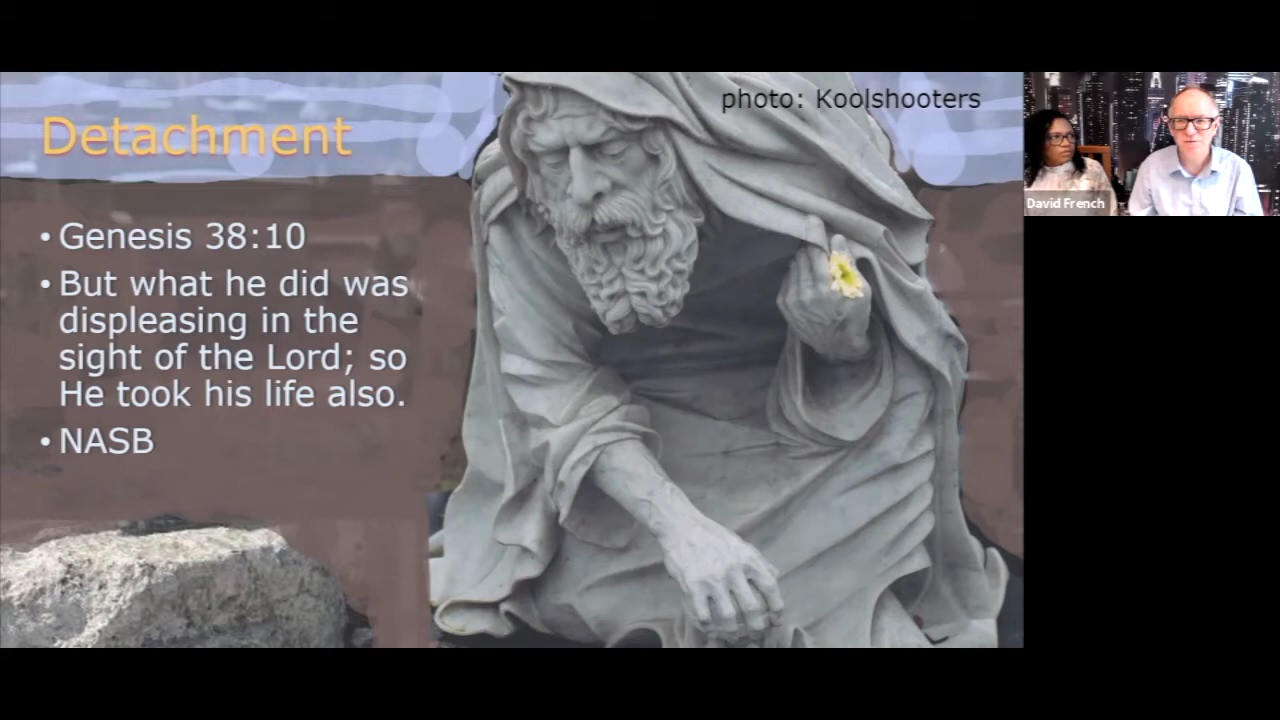 photo: Koolshooters
Detachment
• Genesis 38:10
• But what he did was
displeasing in the
sight of the Lord; so
He took his life also.
• NASB
David French